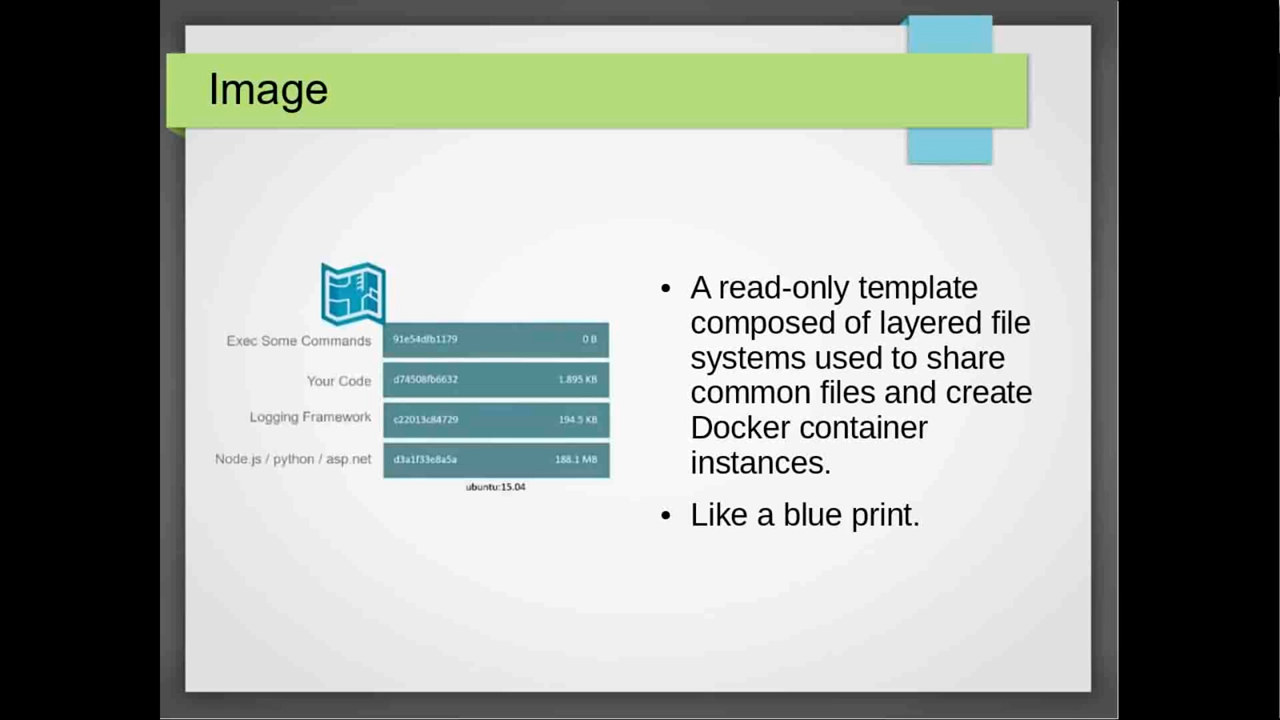 Image
Exec Some Commands 91e54dfb1179 0 B
Your Code d74508fb6632 1.895 KB
Logging Framework c22013c84729 194.5 KB
Node.js / python / asp.net d3a1f33e8a5a 188.1 MB
ubuntu:15.04
• A read-only template
composed of layered file
systems used to share
common files and create
Docker container
instances.
• Like a blue print.